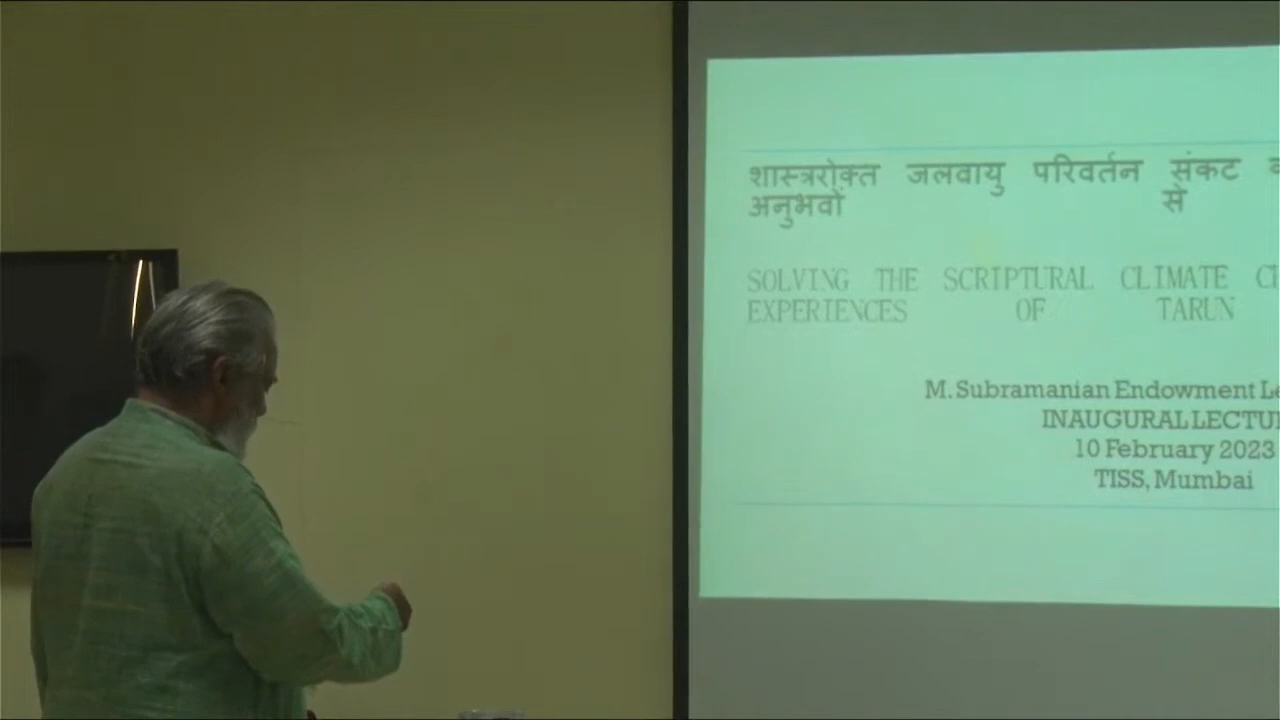 शास्त्ररोक्त जलवायु परिवर्तन संकट
अनुभवों से
SOLVING THE SCRIPTURAL CLIMATE
EXPERIENCES OF TARUN
M. Subramanian Endowment
INAUGURAL
10 February 2023
TISS, Mumbai